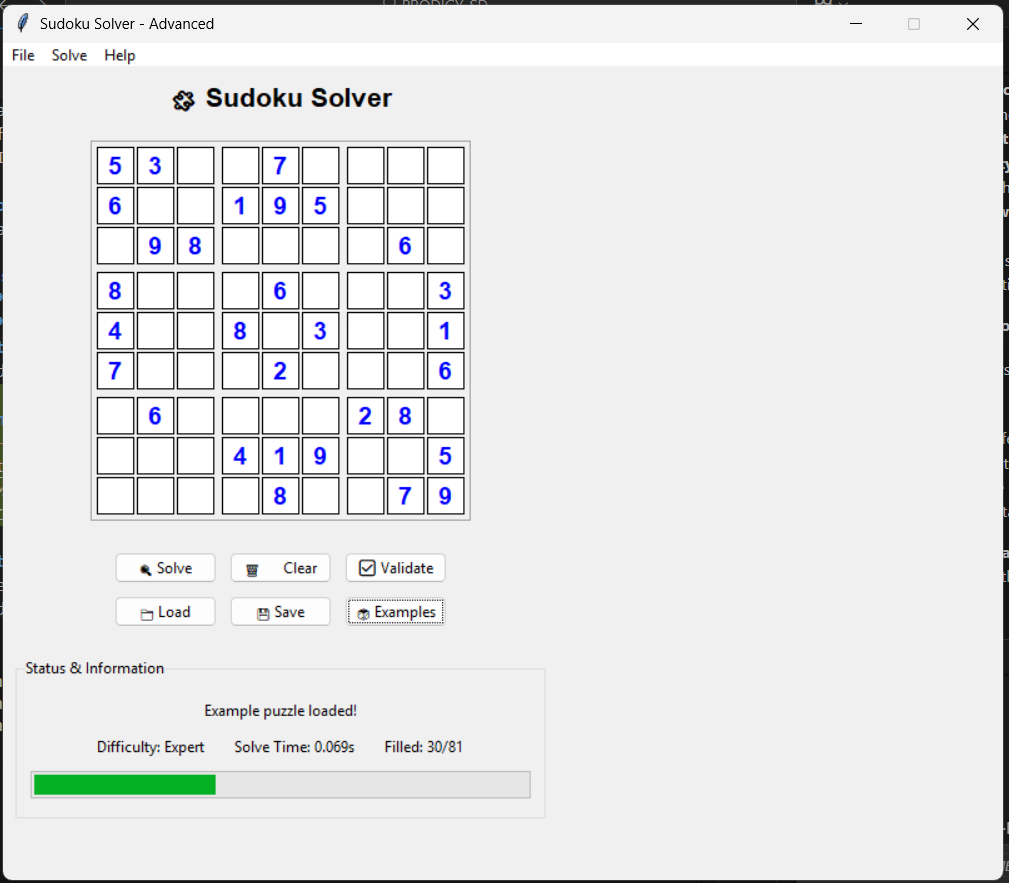 Sudoku Solver - Advanced
File Solve Help
Sudoku Solver
5 3 7
6 1 9 5
9 8 6
8 6 3
4 8 3 1
7 2 6
6 2 8
4 1 9 5
8 7 9
Solve Clear Validate
Load Save Examples
Status & Information
Example puzzle loaded!
Difficulty: Expert Solve Time: 0.069s Filled: 30/81